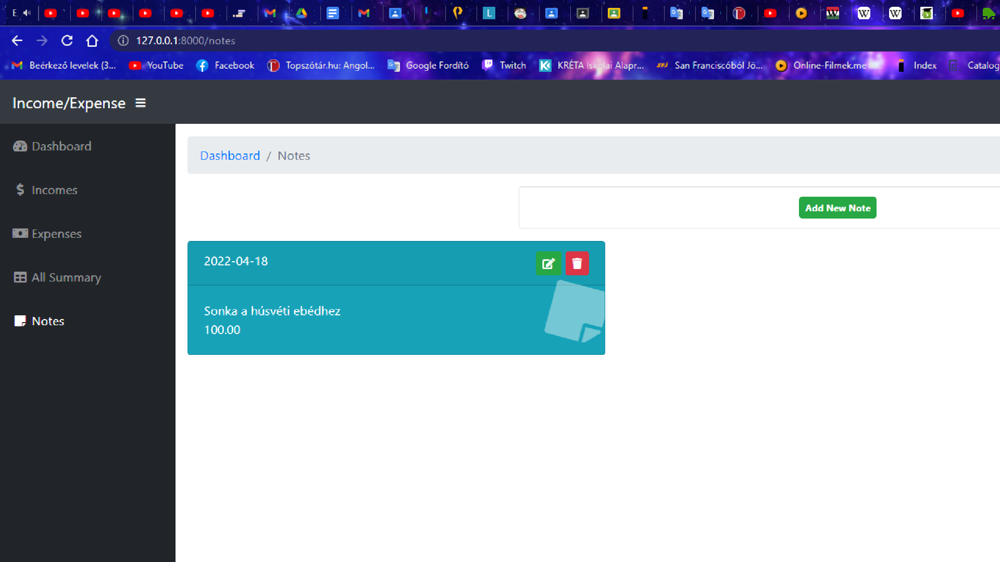 E
127.0.0.1:8000/notes
Beérkező levelek (3...
YouTube
Facebook
Topszótár.hu: Angol...
Google Fordító
Twitch
KRÉTA Iskolai Alapr...
San Franciscóból Jö...
Online-Filmek.me
Index
Catalog
Income/Expense
Dashboard
Incomes
Expenses
All Summary
Notes
Dashboard / Notes
Add New Note
2022-04-18
Sonka a húsvéti ebédhez
100.00